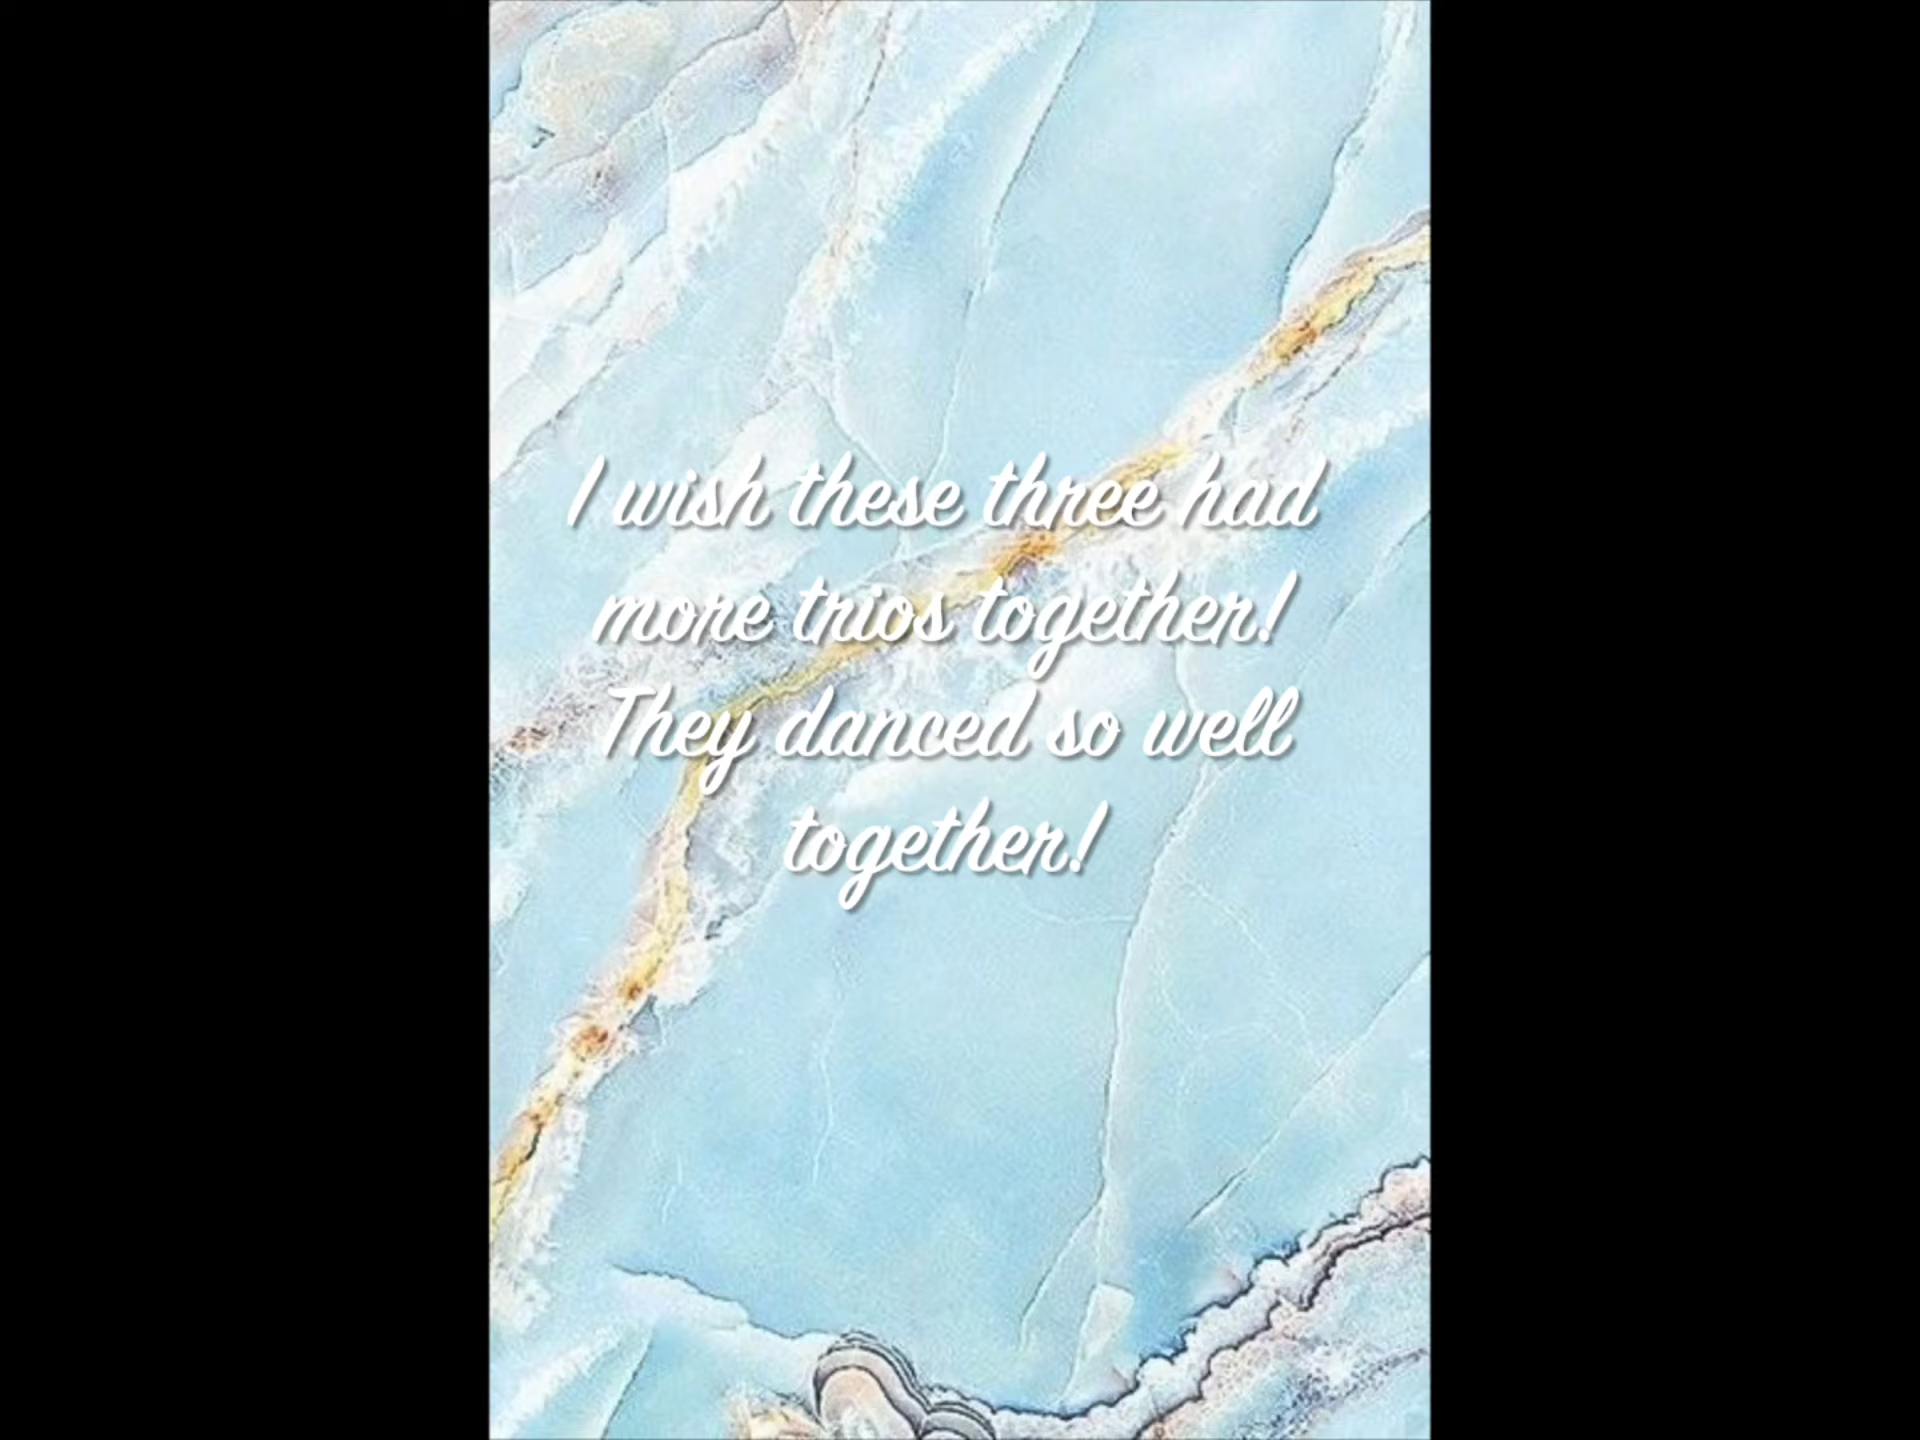 I wish these three had
more trios together!
They danced so well
together!